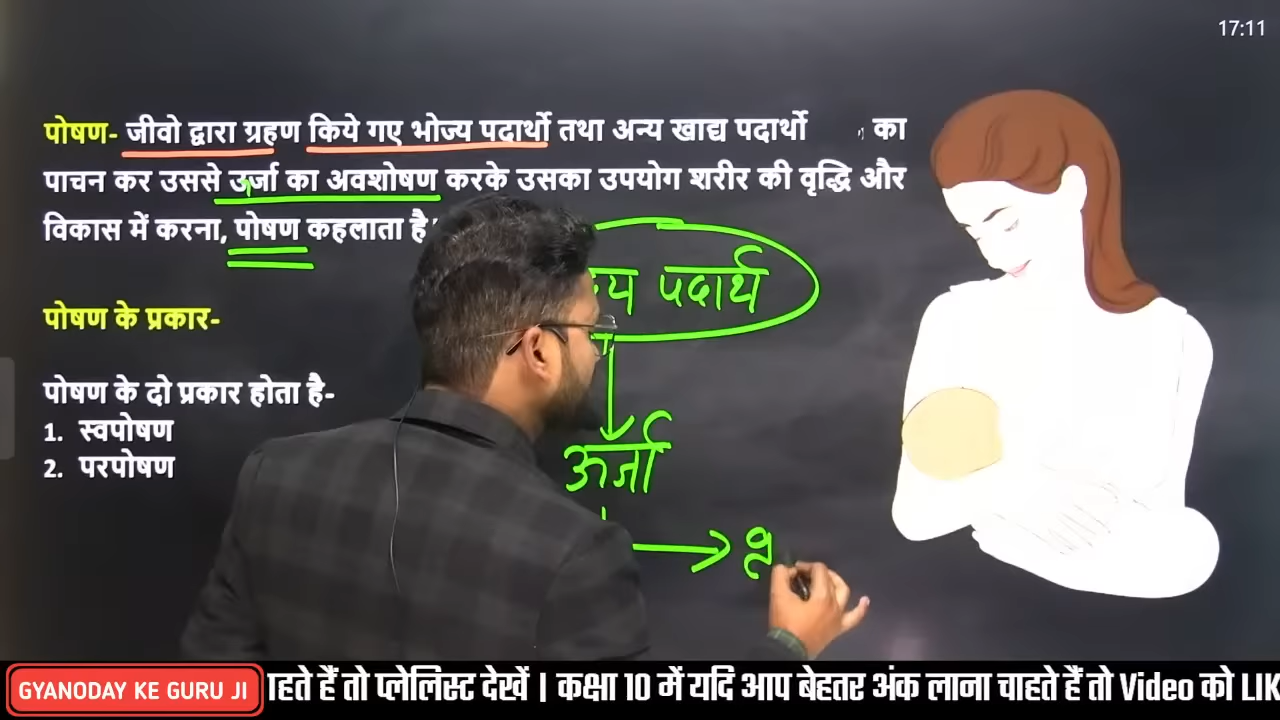 17:11
पोषण- जीवो द्वारा ग्रहण किये गए भोज्य पदार्थो तथा अन्य खाद्य पदार्थो का
पाचन कर उससे उर्जा का अवशोषण करके उसका उपयोग शरीर की वृद्धि और
विकास में करना, पोषण कहलाता है
पदार्थ
पोषण के प्रकार-
पोषण के दो प्रकार होता है-
1. स्वपोषण
ऊर्जा
2. परपोषण
GYANODAY KE GURU JI हते हैं तो प्लेलिस्ट देखें | कक्षा 10 में यदि आप बेहतर अंक लाना चाहते हैं तो Video को LIK